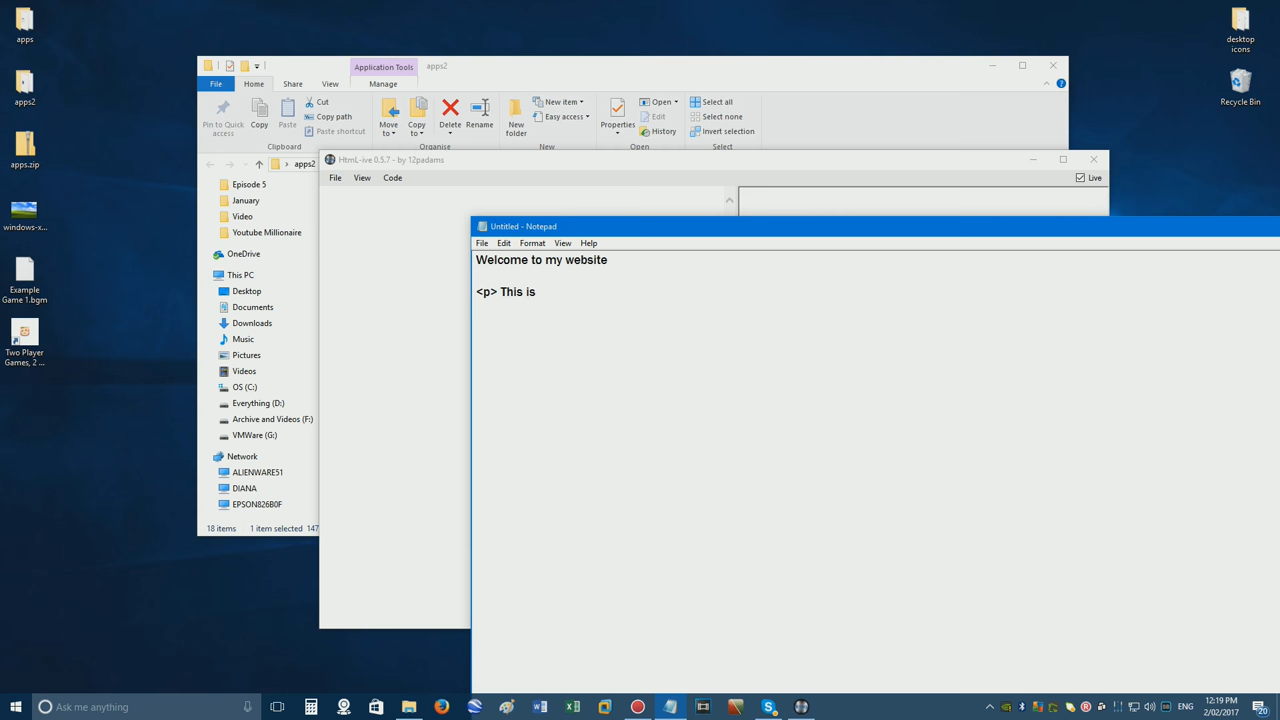 apps
apps2
apps.zip
windows-x...
Example
Game 1.bgm
Two Player
Games, 2 ...
desktop
icons
Recycle Bin
Application Tools
apps2
File
Home
Share
View
Manage
Pin to Quick
access
Copy
Paste
Cut
Copy path
Paste shortcut
Clipboard
Move
to
Copy
to
Delete
Rename
Organise
New
folder
New item
Easy access
New
Properties
Open
Edit
History
Open
Select all
Select none
Invert selection
Select
apps2
Episode 5
January
Video
Youtube Millionaire
OneDrive
This PC
Desktop
Documents
Downloads
Music
Pictures
Videos
OS (C:)
Everything (D:)
Archive and Videos (F:)
VMWare (G:)
Network
ALIENWARE51
DIANA
EPSON826B0F
18 items 1 item selected 147
HtmL-ive 0.5.7 - by 12padams
File View Code
Live
Untitled - Notepad
File Edit Format View Help
Welcome to my website
<p> This is
Ask me anything
ENG
12:19 PM
2/02/2017
20